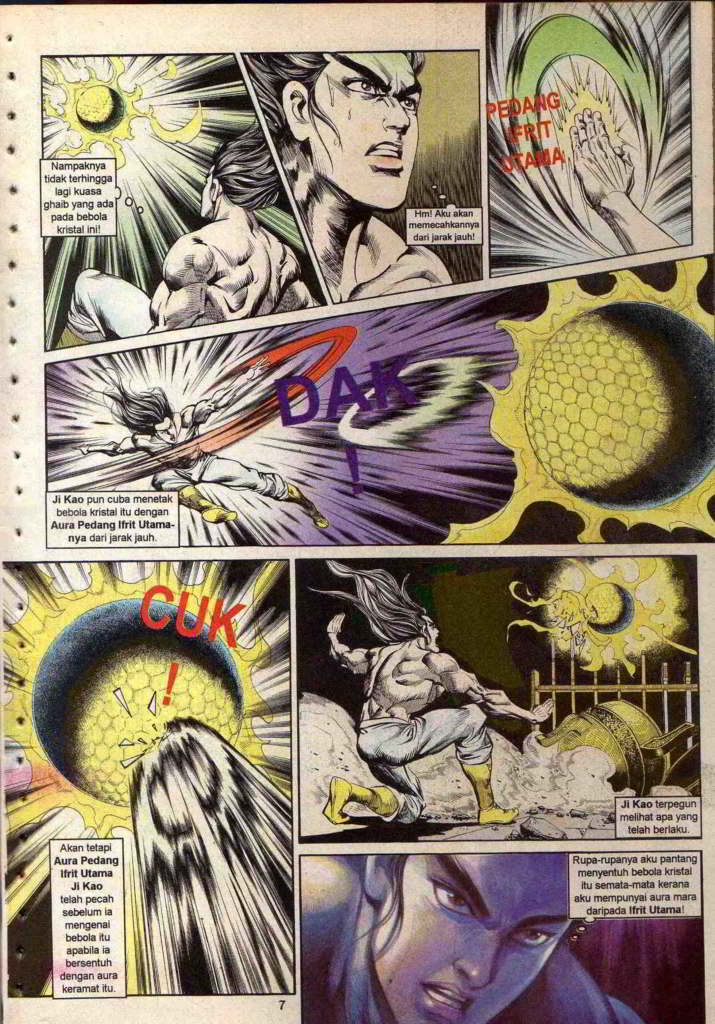 Nampaknya
tidak terhingga
lagi kuasa
ghaib yang ada
pada bebola
kristal ini!
Hm! Aku akan
memecahkannya
dari jarak jauh!
PEDANG
IFRIT
UTAMA
DAK
!
Ji Kao pun cuba menetak
bebola kristal itu dengan
Aura Pedang Ifrit Utama-
nya dari jarak jauh.
CUK
!
Akan tetapi
Aura Pedang
Ifrit Utama
Ji Kao
telah pecah
sebelum ia
mengenai
bebola itu
apabila ia
bersentuh
dengan aura
keramat itu.
Ji Kao terpegun
melihat apa yang
telah berlaku.
Rupa-rupanya aku pantang
menyentuh bebola kristal
itu semata-mata kerana
aku mempunyai aura mara
daripada Ifrit Utama!
7